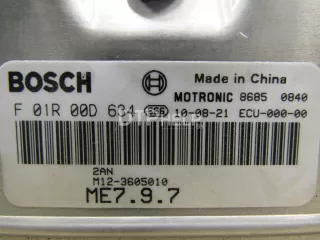 BOSCH
Made in China
MOTRONIC 8685 0840
F 01R 00D 634 10-08-21 ECU-000-00
2AN
M12-3605010
ME7.9.7